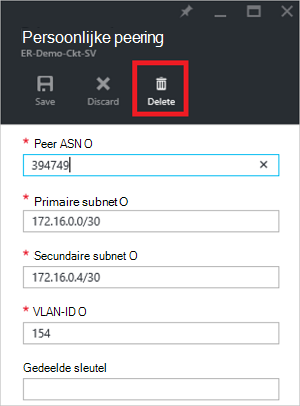 Persoonlijke peering
ER-Demo-Ckt-SV
Save Discard Delete
* Peer ASN O
394749
* Primaire subnet O
172.16.0.0/30
* Secundaire subnet O
172.16.0.4/30
* VLAN-ID O
154
Gedeelde sleutel